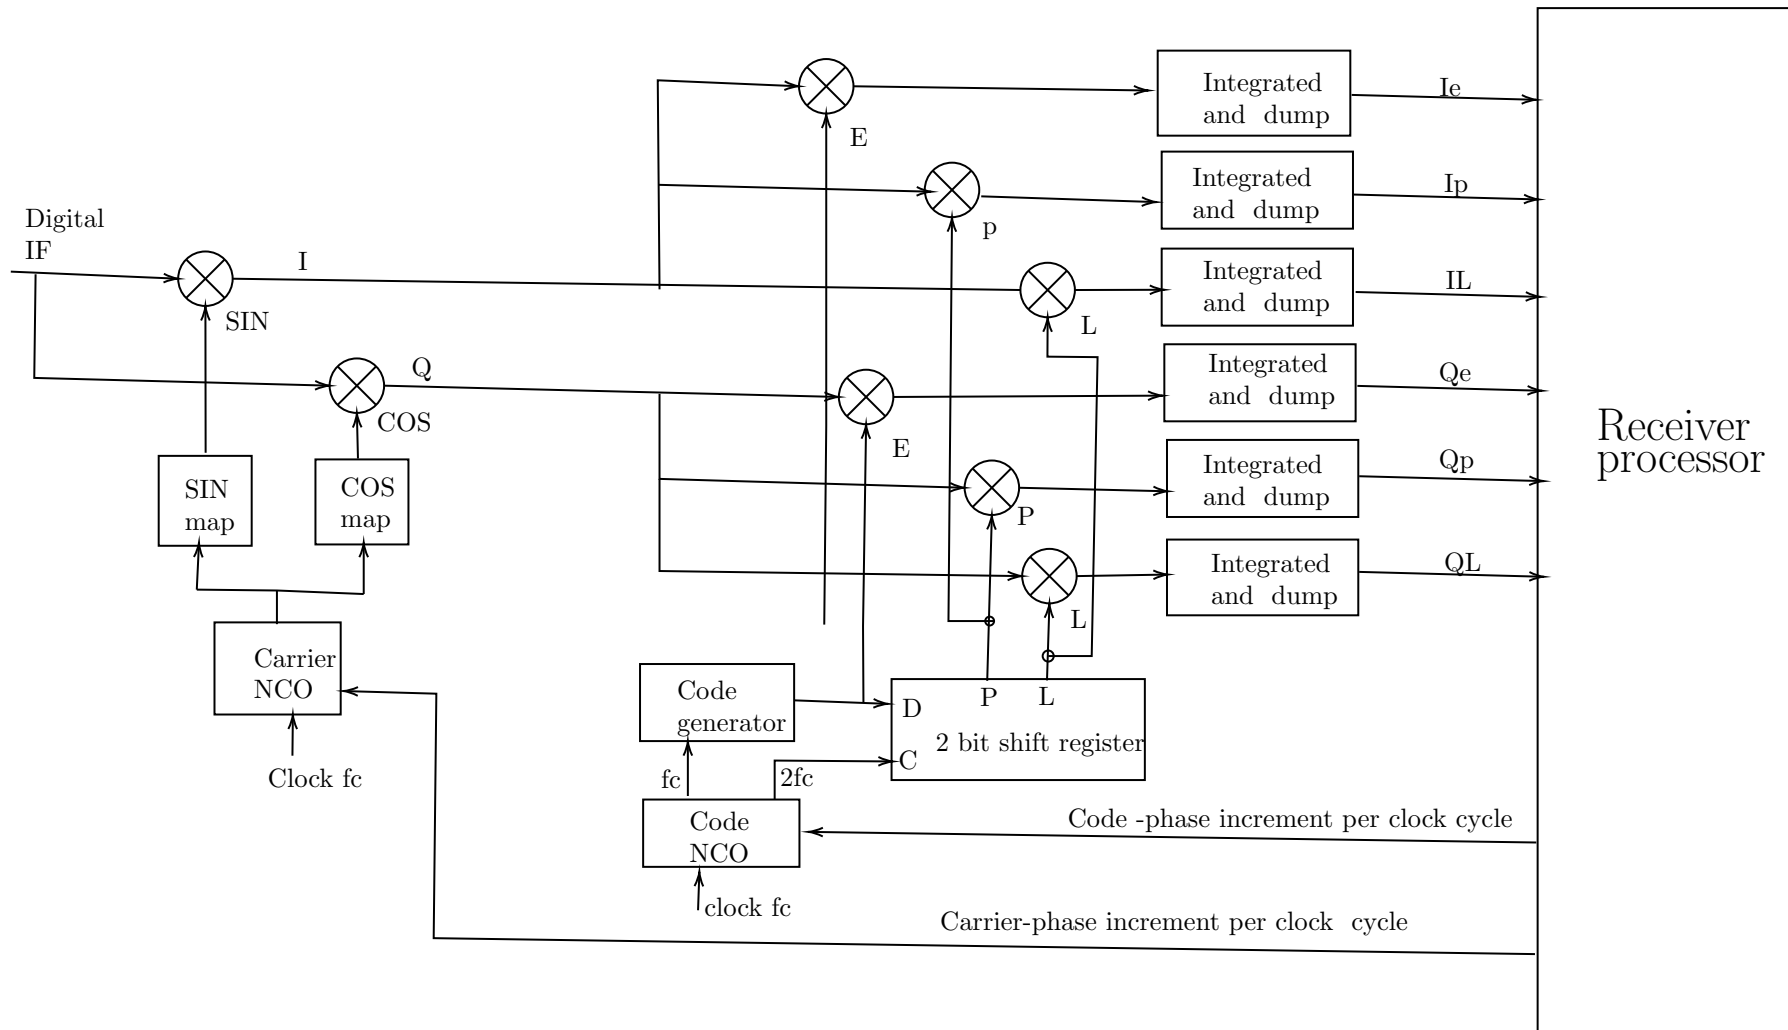 Integrated
and dump
Ie
E
Integrated
and dump
Ip
p
Digital
IF
I
SIN
Integrated
and dump
IL
L
Q
COS
Integrated
and dump
Qe
E
Receiver
processor
SIN
map
COS
map
Integrated
and dump
Qp
P
Integrated
and dump
QL
L
Carrier
NCO
Clock fc
Code
generator
D
P
L
2 bit shift register
C
fc
2fc
Code
NCO
clock fc
Code -phase increment per clock cycle
Carrier-phase increment per clock cycle